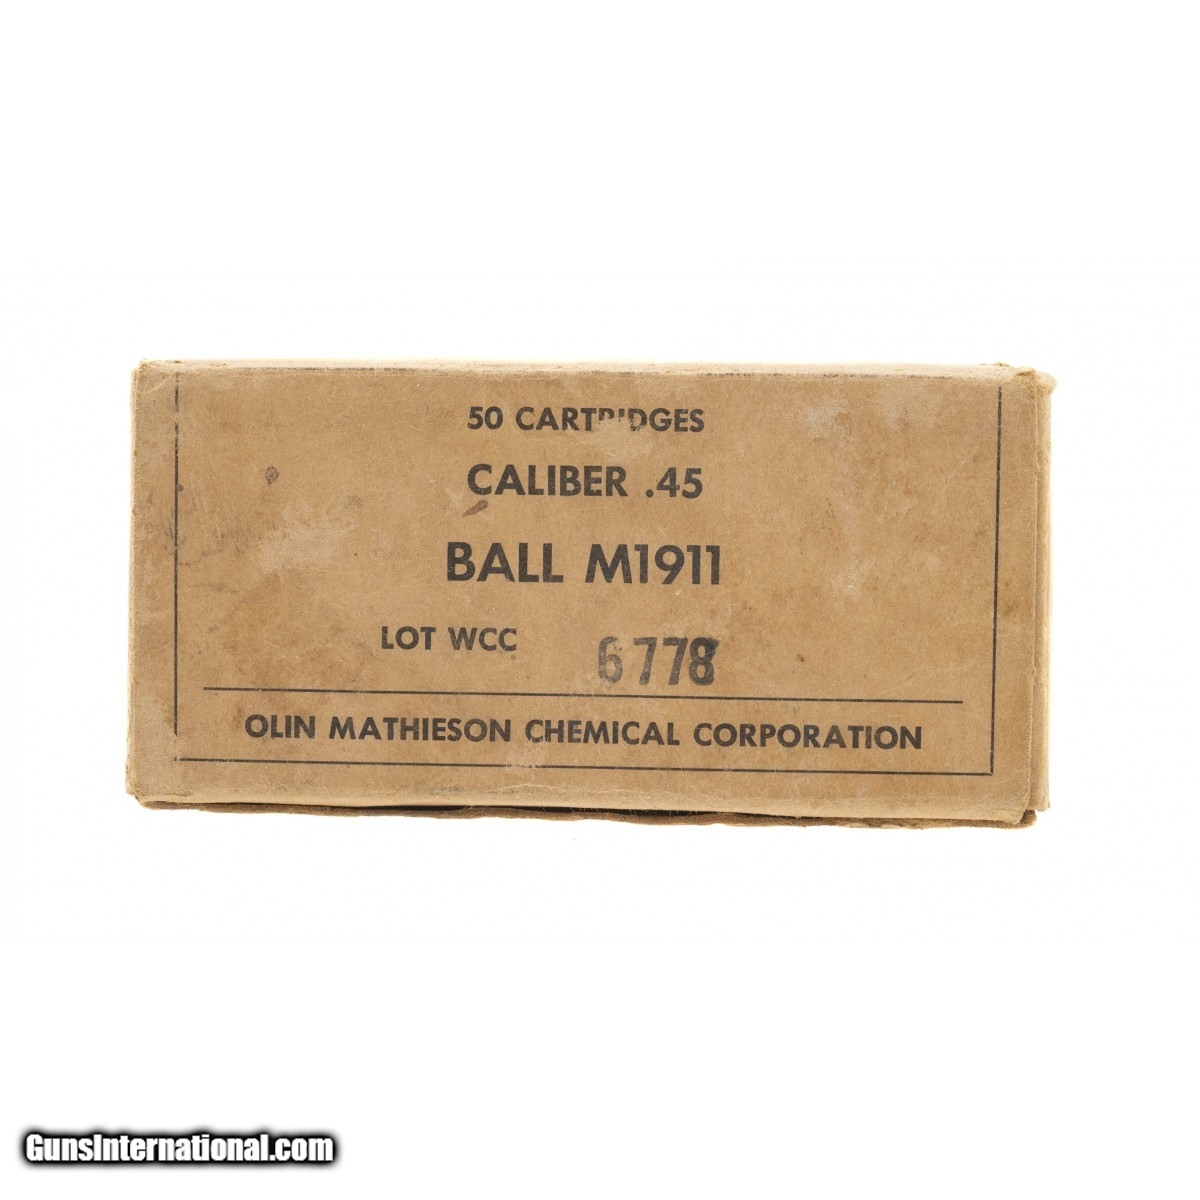 50 CARTRIDGES
CALIBER .45
BALL M1911
LOT WCC 6778
OLIN MATHIESON CHEMICAL CORPORATION
GunsInternational.com